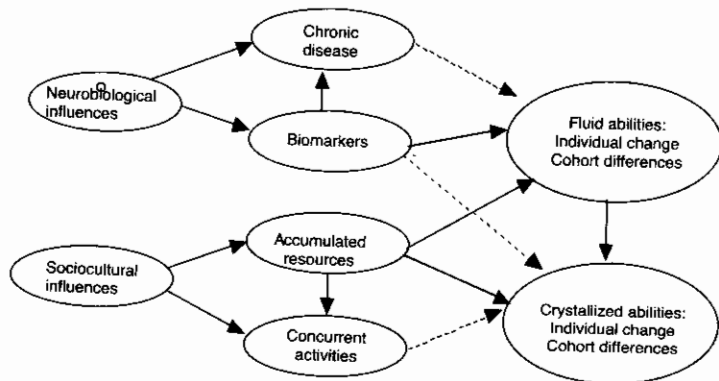 Chronic
disease
Neurobiological
influences
Biomarkers
Fluid abilities:
Individual change
Cohort differences
Accumulated
resources
Sociocultural
influences
Concurrent
activities
Crystallized abilities:
Individual change
Cohort differences